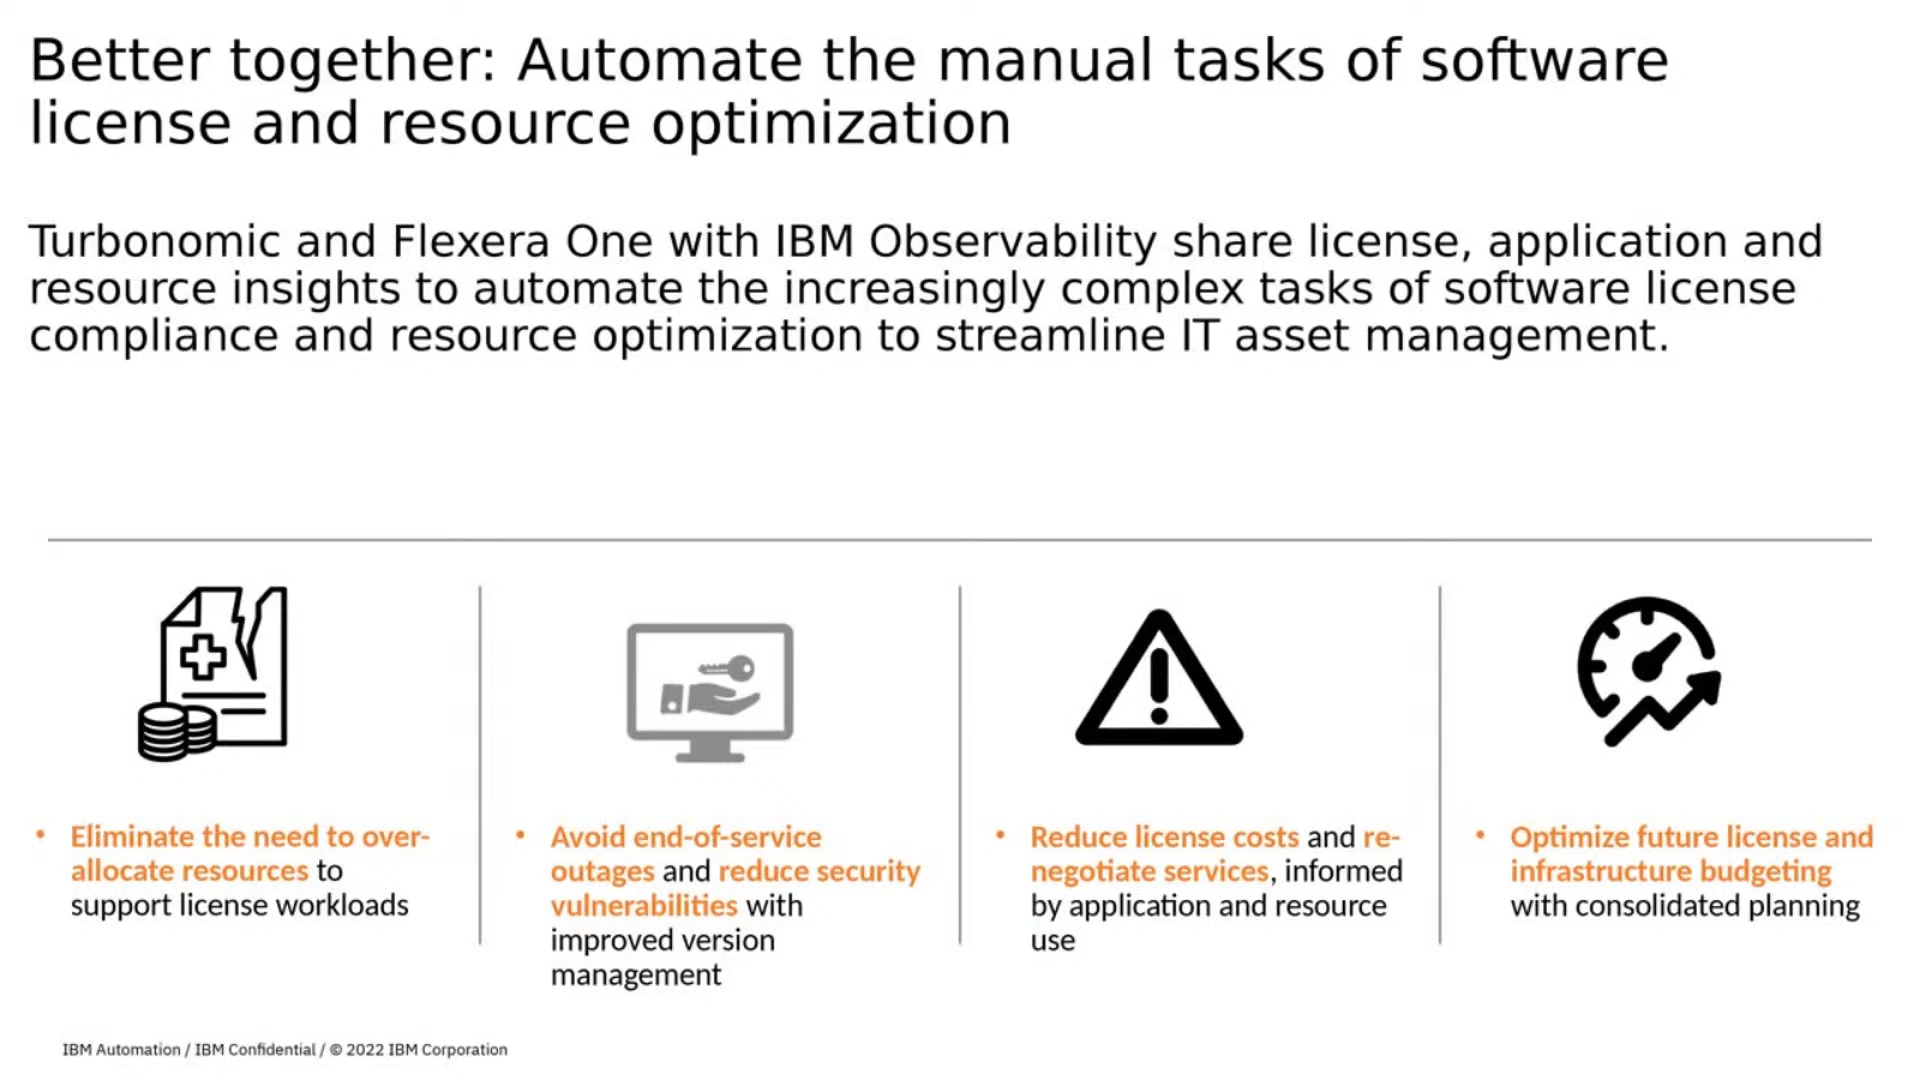 Better together: Automate the manual tasks of software
license and resource optimization
Turbonomic and Flexera One with IBM Observability share license, application and
resource insights to automate the increasingly complex tasks of software license
compliance and resource optimization to streamline IT asset management.
• Eliminate the need to over-
allocate resources to
support license workloads
• Avoid end-of-service
outages and reduce security
vulnerabilities with
improved version
management
• Reduce license costs and re-
negotiate services, informed
by application and resource
use
• Optimize future license and
infrastructure budgeting
with consolidated planning
IBM Automation / IBM Confidential / © 2022 IBM Corporation